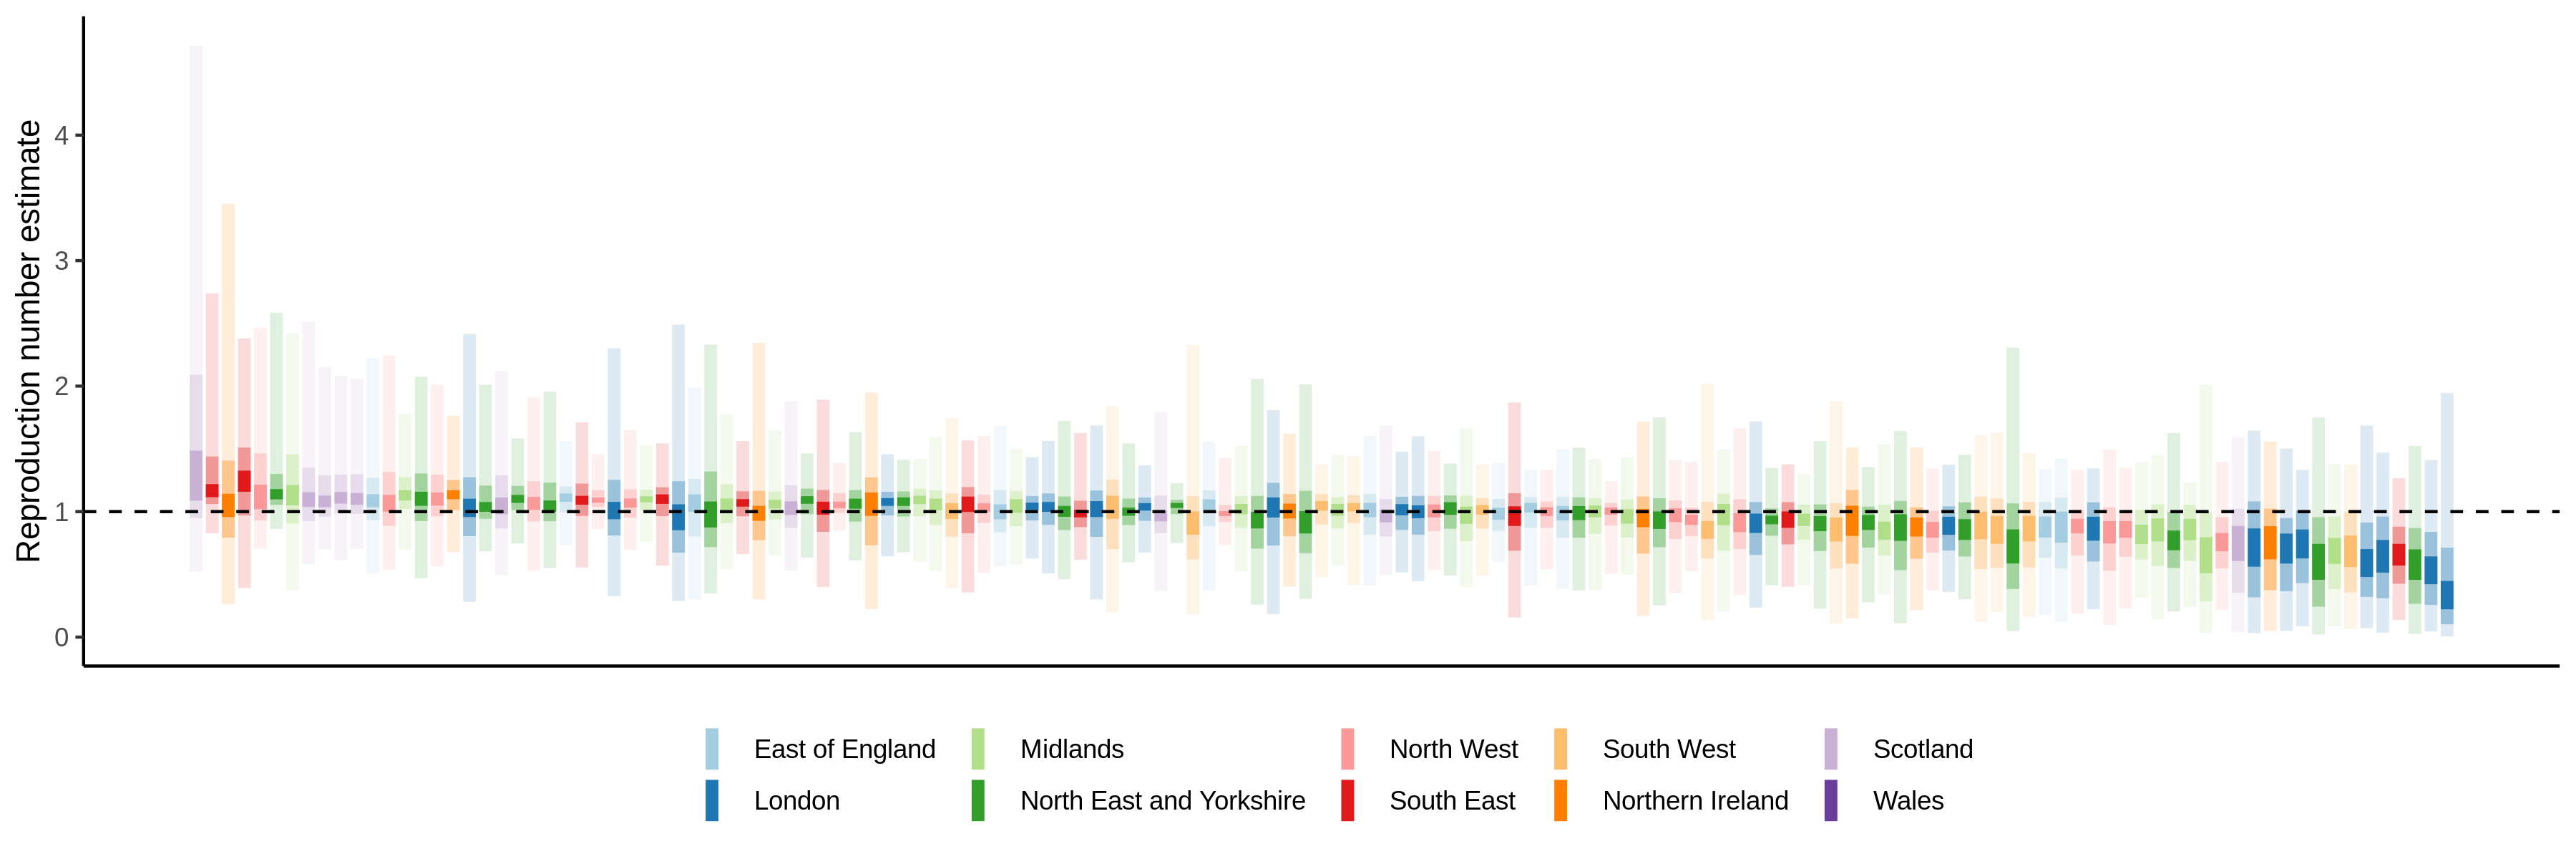 Reproduction number estimate
4
3
2
1
0
East of England
Midlands
North West
South West
Scotland
London
North East and Yorkshire
South East
Northern Ireland
Wales